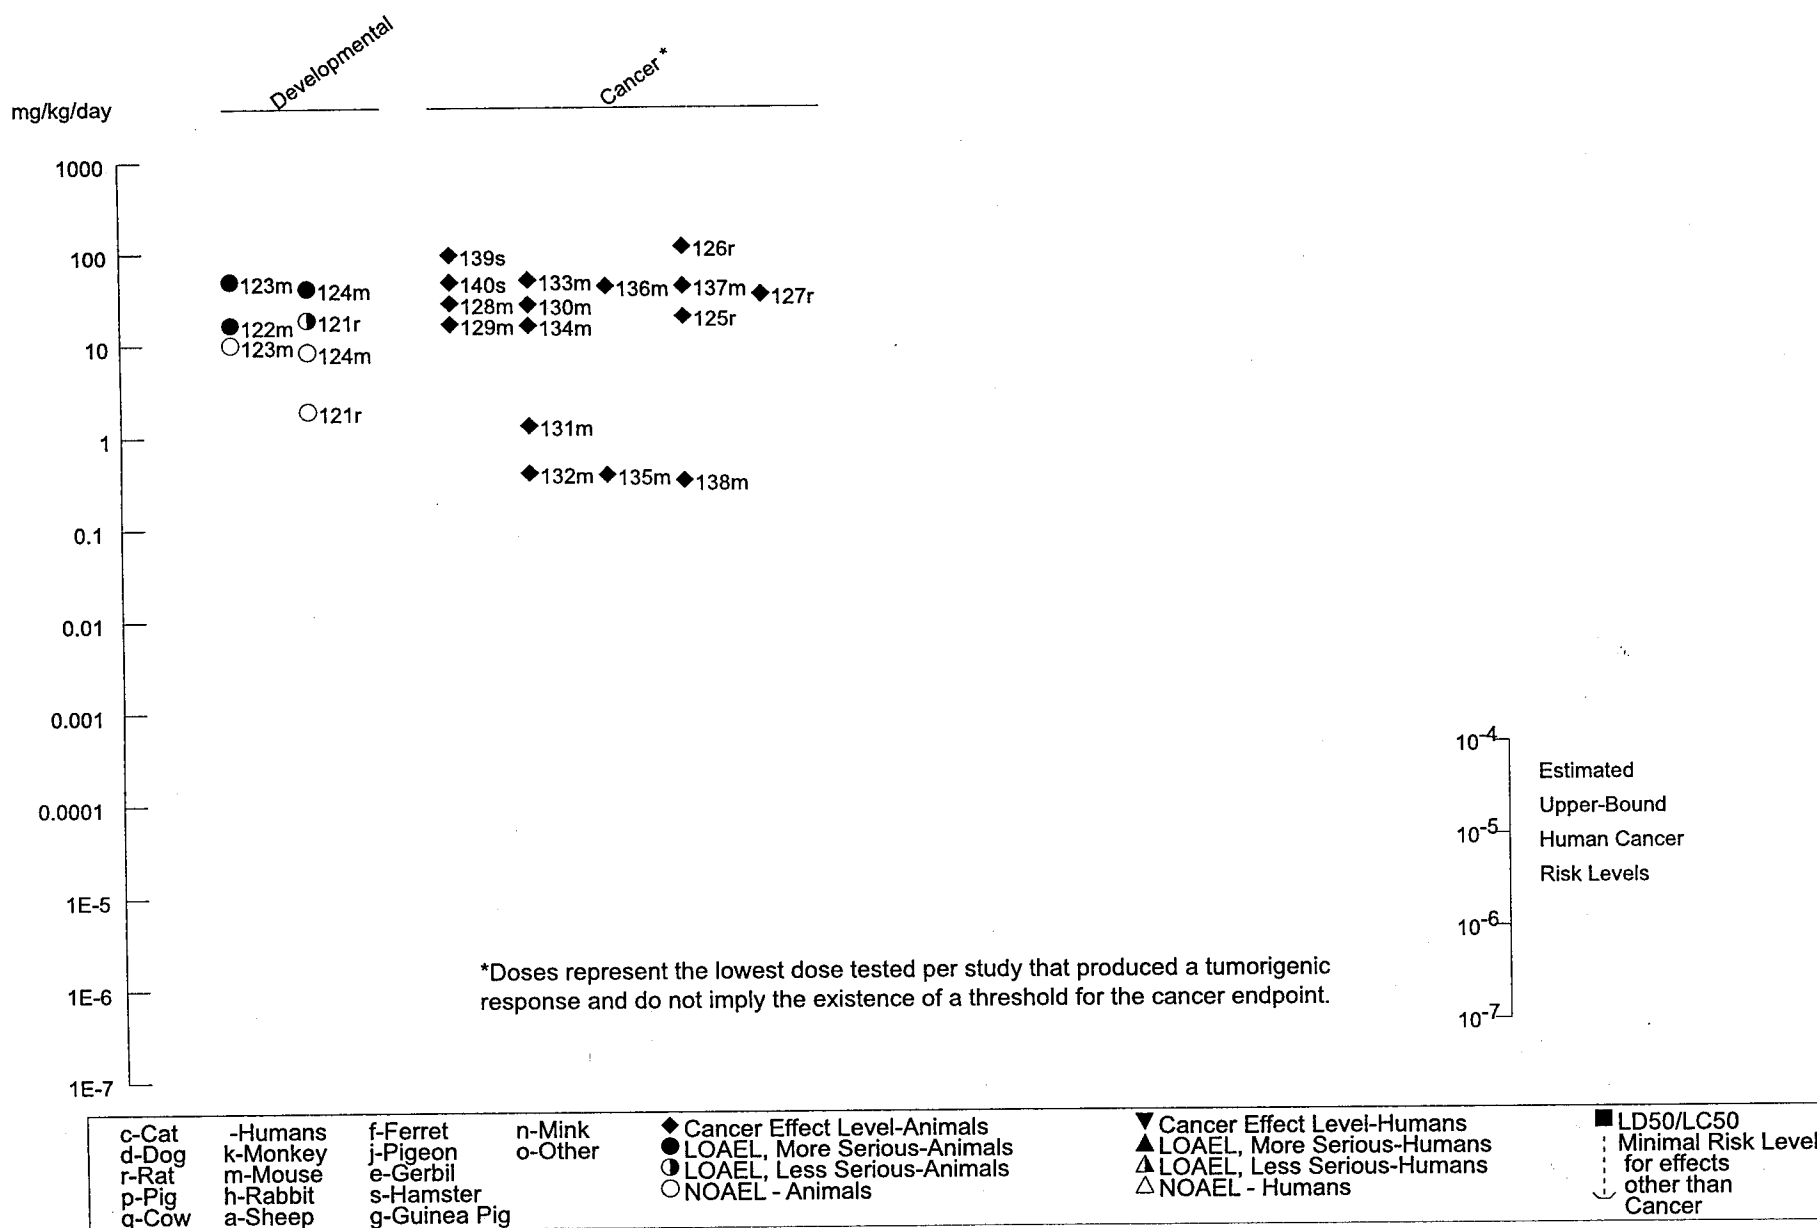 Developmental
Cancer *
mg/kg/day
1000
100
10
1
0.1
0.01
0.001
0.0001
1E-5
1E-6
1E-7
123m
124m
122m
121r
123m
124m
121r
139s
126r
140s
133m
136m
137m
127r
128m
130m
129m
134m
125r
131m
132m
135m
138m
10-4
10-5
10-6
10-7
Estimated
Upper-Bound
Human Cancer
Risk Levels
*Doses represent the lowest dose tested per study that produced a tumorigenic
response and do not imply the existence of a threshold for the cancer endpoint.
c-Cat
d-Dog
r-Rat
p-Pig
q-Cow
-Humans
k-Monkey
m-Mouse
h-Rabbit
a-Sheep
f-Ferret
j-Pigeon
e-Gerbil
s-Hamster
g-Guinea Pig
n-Mink
o-Other
Cancer Effect Level-Animals
LOAEL, More Serious-Animals
LOAEL, Less Serious-Animals
NOAEL - Animals
Cancer Effect Level-Humans
LOAEL, More Serious-Humans
LOAEL, Less Serious-Humans
NOAEL - Humans
LD50/LC50
Minimal Risk Level
for effects
other than
Cancer